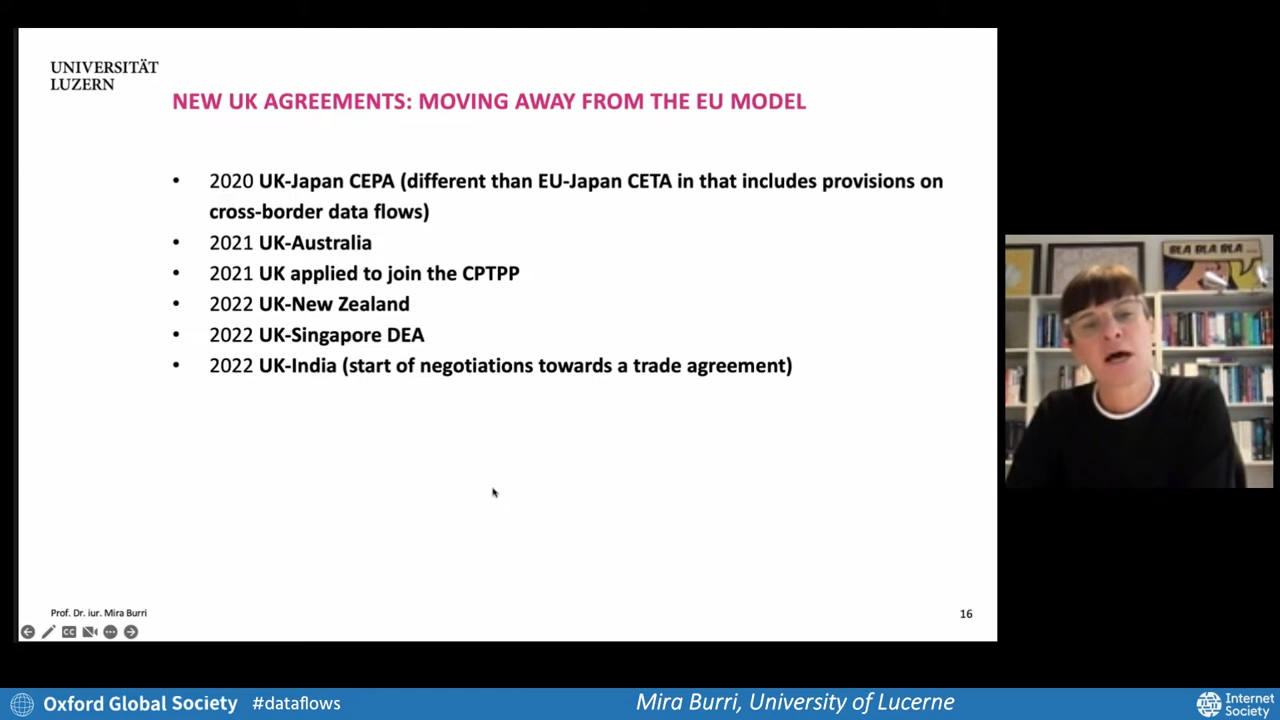 UNIVERSITÄT
LUZERN
NEW UK AGREEMENTS: MOVING AWAY FROM THE EU MODEL
• 2020 UK-Japan CEPA (different than EU-Japan CETA in that includes provisions on
cross-border data flows)
• 2021 UK-Australia
• 2021 UK applied to join the CPTPP
• 2022 UK-New Zealand
• 2022 UK-Singapore DEA
• 2022 UK-India (start of negotiations towards a trade agreement)
BLA BLA BLA ...
Prof. Dr. iur. Mira Burri
16
CC
Oxford Global Society #dataflows
Mira Burri, University of Lucerne
Internet
Society